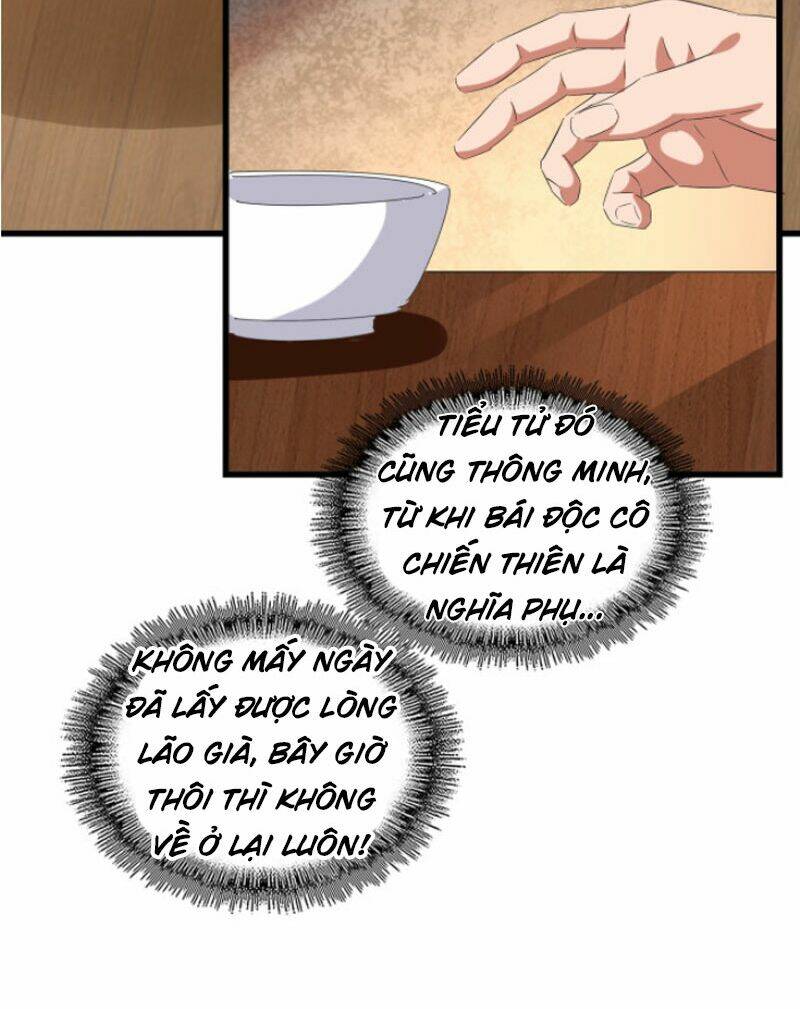 TIỂU TỬ ĐÓ
CŨNG THÔNG MINH,
TỪ KHI BÁI ĐỘC CÔ
CHIẾN THIÊN LÀ
NGHĨA PHỤ...
KHÔNG MẤY NGÀY
ĐÃ LẤY ĐƯỢC LÒNG
LÃO GIÀ, BÂY GIỜ
THÔI THÌ KHÔNG
VỀ Ở LẠI LUÔN!